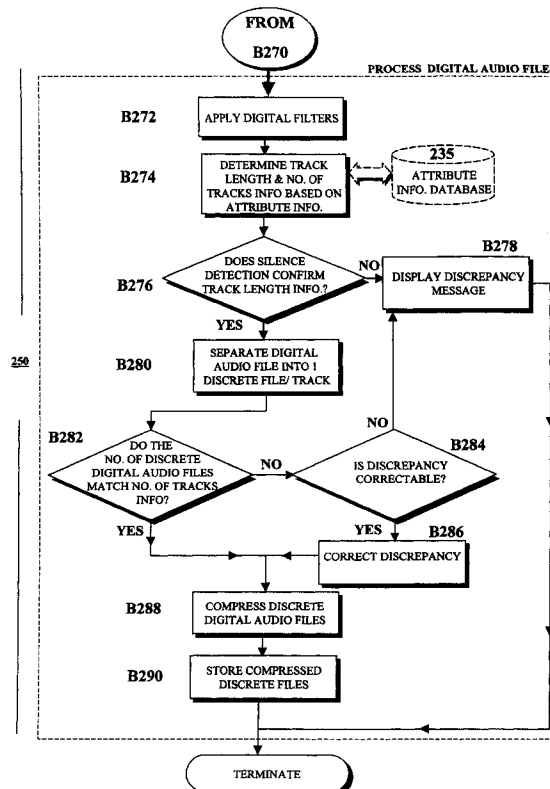 FROM
B270
PROCESS DIGITAL AUDIO FILE
B272
APPLY DIGITAL FILTERS
B274
DETERMINE TRACK
LENGTH & NO. OF
TRACKS INFO BASED ON
ATTRIBUTE INFO.
235
ATTRIBUTE
INFO. DATABASE
B276
DOES SILENCE
DETECTION CONFIRM
TRACK LENGTH INFO.?
NO
B278
DISPLAY DISCREPANCY
MESSAGE
YES
250
B280
SEPARATE DIGITAL
AUDIO FILE INTO 1
DISCRETE FILE/ TRACK
B282
DO THE
NO. OF DISCRETE
DIGITAL AUDIO FILES
MATCH NO. OF TRACKS
INFO?
NO
NO
B284
IS DISCREPANCY
CORRECTABLE?
YES
YES
B286
CORRECT DISCREPANCY
B288
COMPRESS DISCRETE
DIGITAL AUDIO FILES
B290
STORE COMPRESSED
DISCRETE FILES
TERMINATE